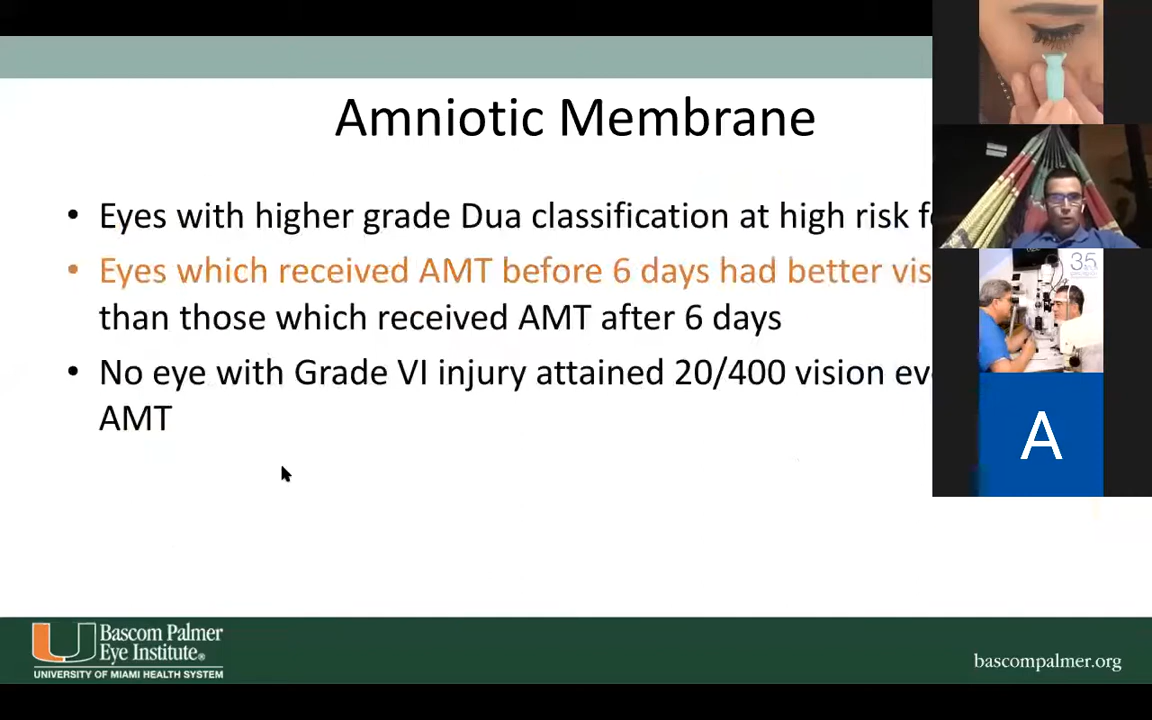 Amniotic Membrane
• Eyes with higher grade Dua classification at high risk
• Eyes which received AMT before 6 days had better
than those which received AMT after 6 days
• No eye with Grade VI injury attained 20/400 vision
AMT
35
A
Bascom Palmer
Eye Institute®
UNIVERSITY OF MIAMI HEALTH SYSTEM
bascompalmer.org